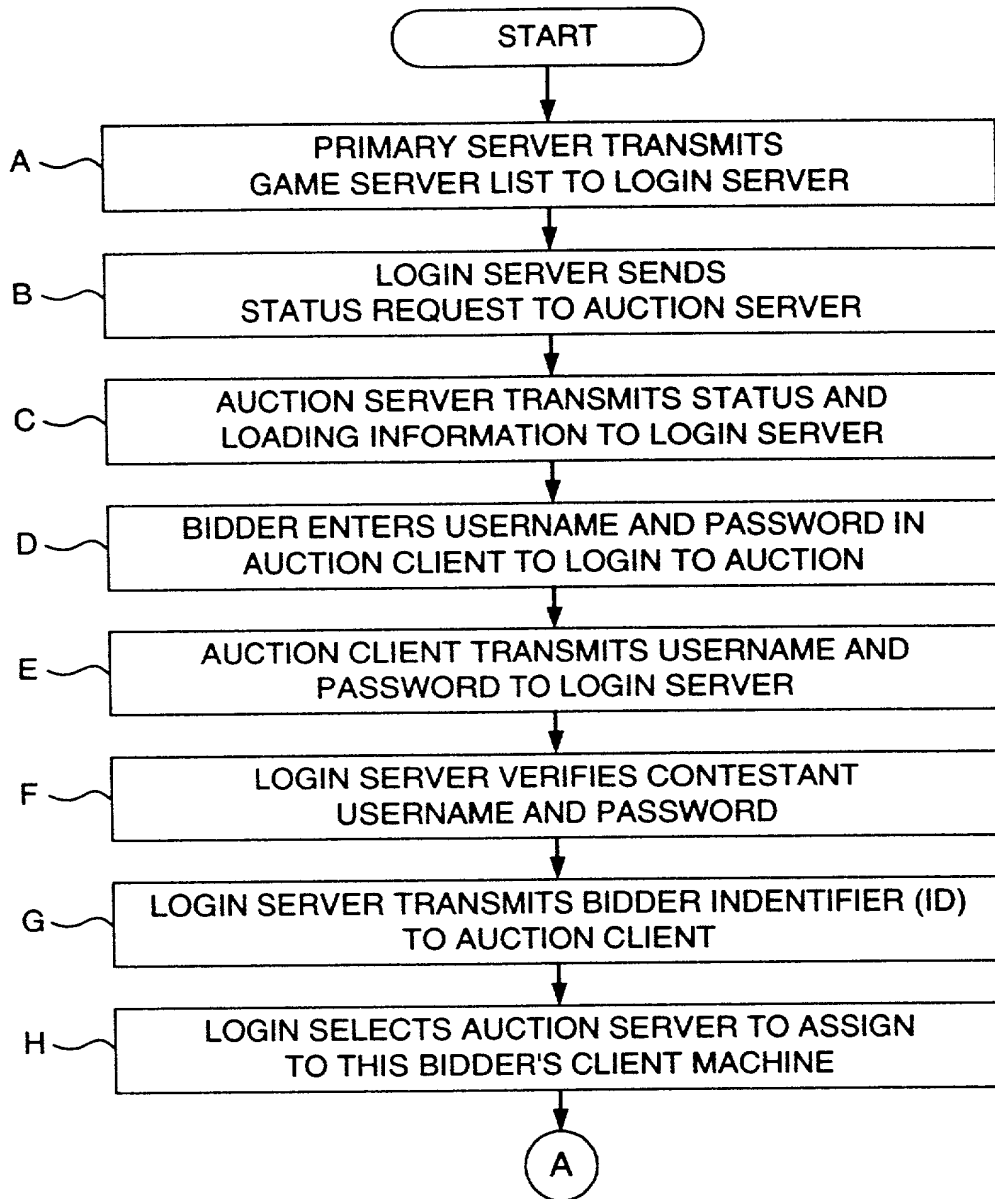 START
A
PRIMARY SERVER TRANSMITS
GAME SERVER LIST TO LOGIN SERVER
B
LOGIN SERVER SENDS
STATUS REQUEST TO AUCTION SERVER
C
AUCTION SERVER TRANSMITS STATUS AND
LOADING INFORMATION TO LOGIN SERVER
D
BIDDER ENTERS USERNAME AND PASSWORD IN
AUCTION CLIENT TO LOGIN TO AUCTION
E
AUCTION CLIENT TRANSMITS USERNAME AND
PASSWORD TO LOGIN SERVER
F
LOGIN SERVER VERIFIES CONTESTANT
USERNAME AND PASSWORD
G
LOGIN SERVER TRANSMITS BIDDER INDENTIFIER (ID)
TO AUCTION CLIENT
H
LOGIN SELECTS AUCTION SERVER TO ASSIGN
TO THIS BIDDER'S CLIENT MACHINE
A